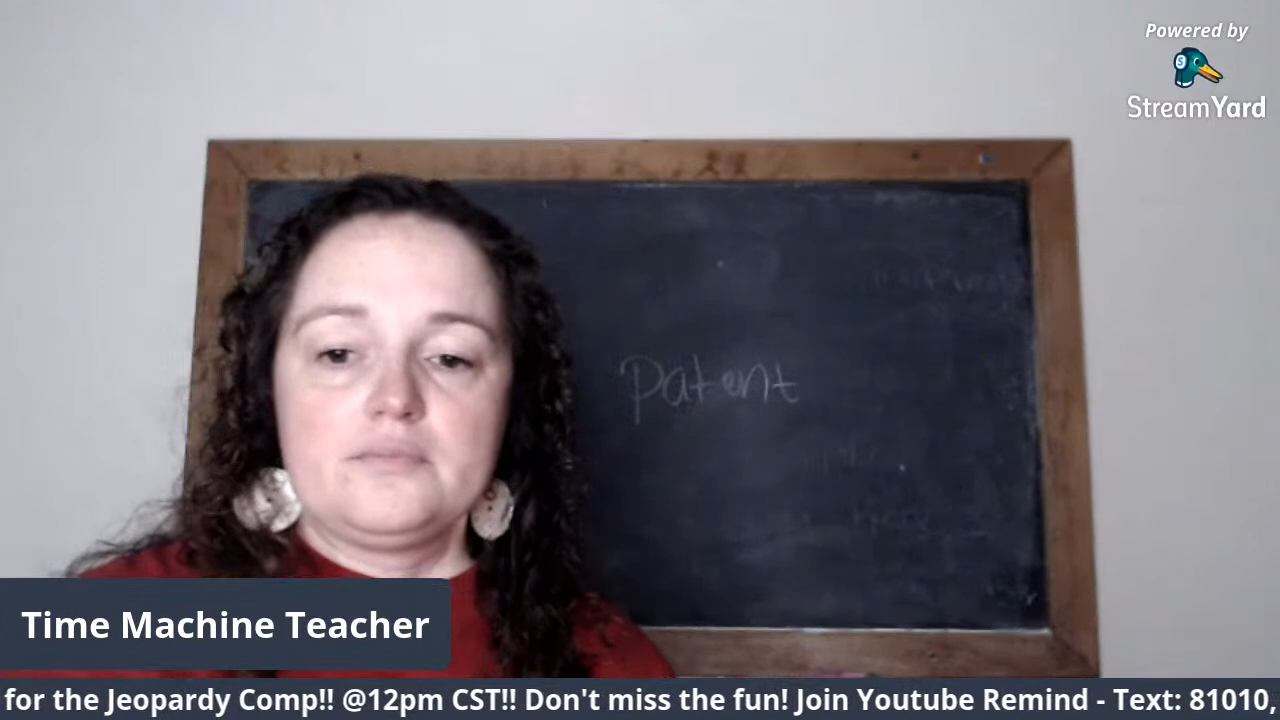 Powered by
StreamYard
patent
Time Machine Teacher
for the Jeopardy Comp!! @12pm CST!! Don't miss the fun! Join Youtube Remind - Text: 81010,